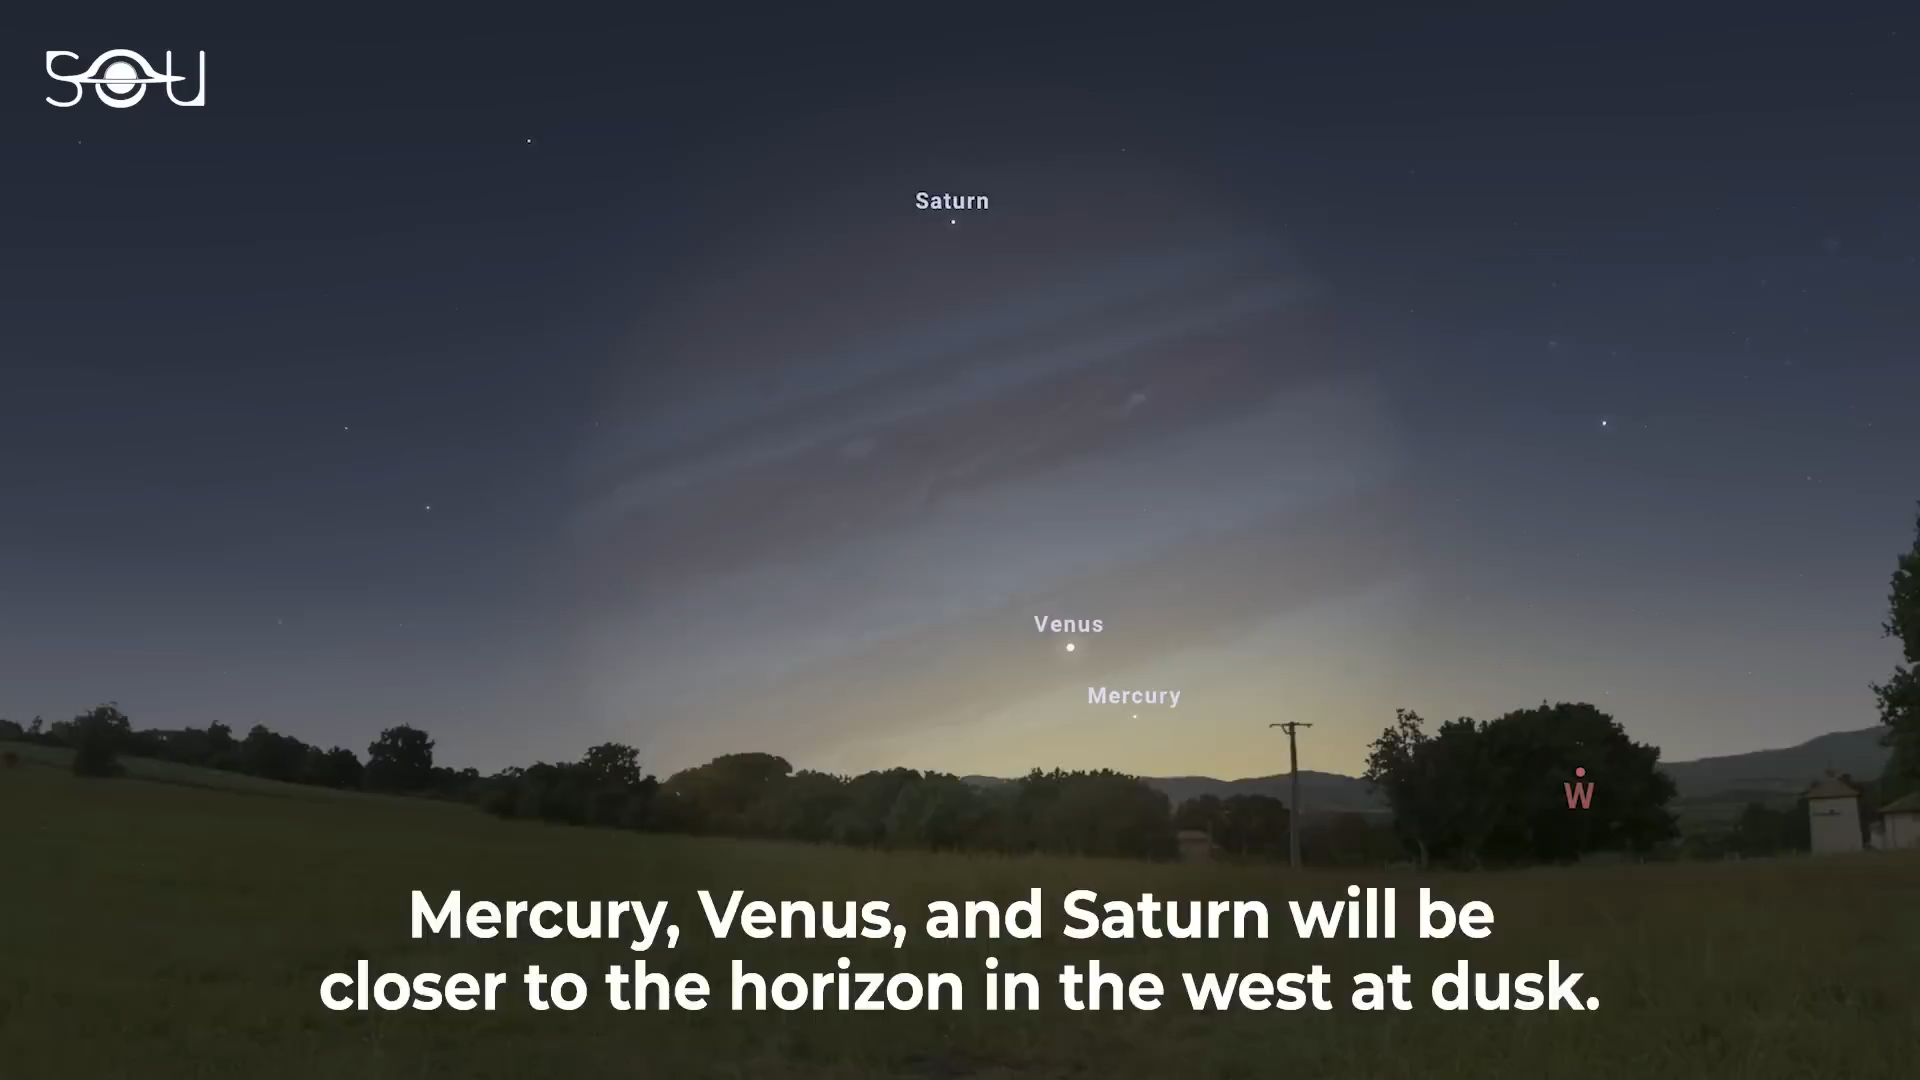 SOU
Saturn
Venus
Mercury
W
Mercury, Venus, and Saturn will be
closer to the horizon in the west at dusk.